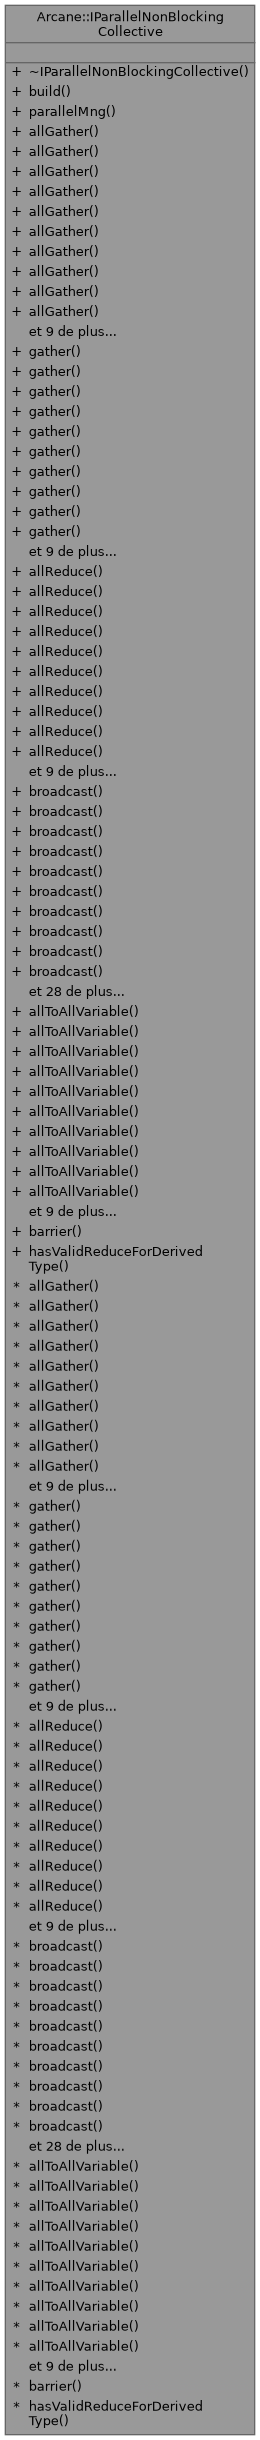 Arcane::IParallelNonBlocking
Collective
+ ~IParallelNonBlockingCollective()
+ build()
+ parallelMng()
+ allGather()
+ allGather()
+ allGather()
+ allGather()
+ allGather()
+ allGather()
+ allGather()
+ allGather()
+ allGather()
+ allGather()
et 9 de plus...
+ gather()
+ gather()
+ gather()
+ gather()
+ gather()
+ gather()
+ gather()
+ gather()
+ gather()
+ gather()
et 9 de plus...
+ allReduce()
+ allReduce()
+ allReduce()
+ allReduce()
+ allReduce()
+ allReduce()
+ allReduce()
+ allReduce()
+ allReduce()
+ allReduce()
et 9 de plus...
+ broadcast()
+ broadcast()
+ broadcast()
+ broadcast()
+ broadcast()
+ broadcast()
+ broadcast()
+ broadcast()
+ broadcast()
+ broadcast()
et 28 de plus...
+ allToAllVariable()
+ allToAllVariable()
+ allToAllVariable()
+ allToAllVariable()
+ allToAllVariable()
+ allToAllVariable()
+ allToAllVariable()
+ allToAllVariable()
+ allToAllVariable()
+ allToAllVariable()
et 9 de plus...
+ barrier()
+ hasValidReduceForDerived
Type()
* allGather()
* allGather()
* allGather()
* allGather()
* allGather()
* allGather()
* allGather()
* allGather()
* allGather()
* allGather()
et 9 de plus...
* gather()
* gather()
* gather()
* gather()
* gather()
* gather()
* gather()
* gather()
* gather()
* gather()
et 9 de plus...
* allReduce()
* allReduce()
* allReduce()
* allReduce()
* allReduce()
* allReduce()
* allReduce()
* allReduce()
* allReduce()
* allReduce()
et 9 de plus...
* broadcast()
* broadcast()
* broadcast()
* broadcast()
* broadcast()
* broadcast()
* broadcast()
* broadcast()
* broadcast()
* broadcast()
et 28 de plus...
* allToAllVariable()
* allToAllVariable()
* allToAllVariable()
* allToAllVariable()
* allToAllVariable()
* allToAllVariable()
* allToAllVariable()
* allToAllVariable()
* allToAllVariable()
* allToAllVariable()
et 9 de plus...
* barrier()
* hasValidReduceForDerived
Type()